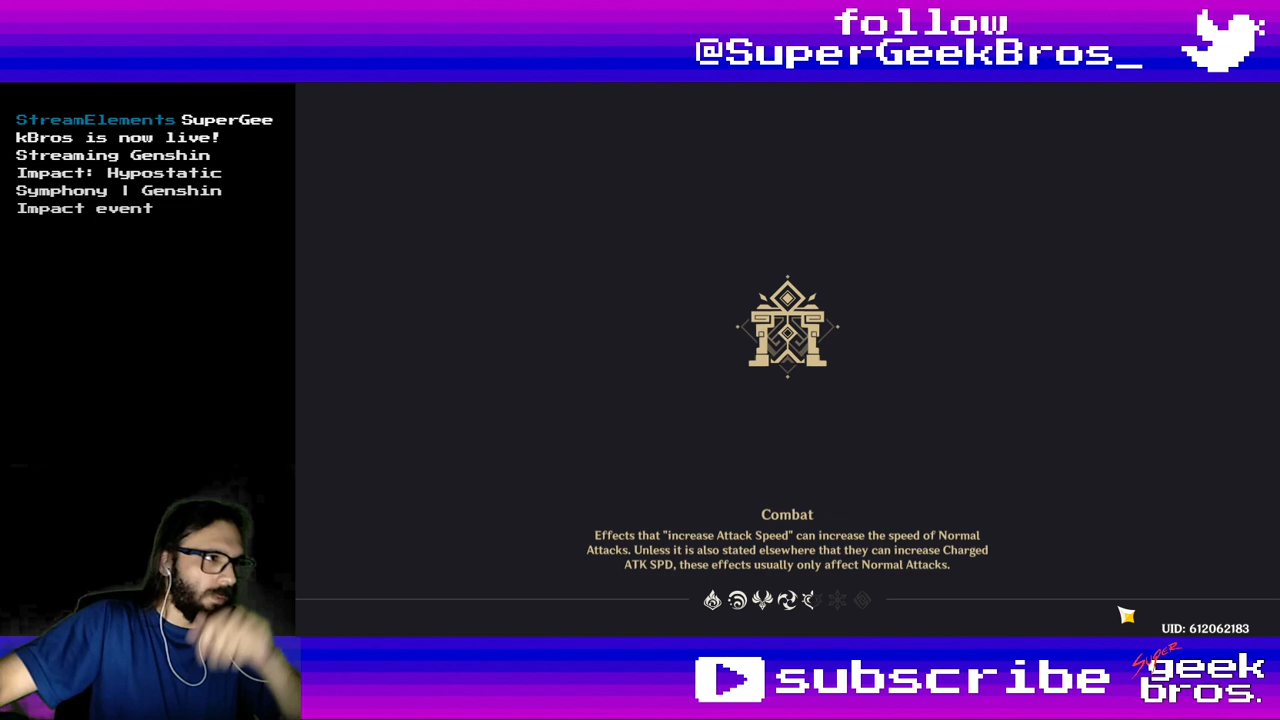 follow
@SuperGeekBros_
StreamElements SuperGee
kBros is now live!
Streaming Genshin
Impact: Hypostatic
Symphony | Genshin
Impact event
Combat
Effects that "increase Attack Speed" can increase the speed of Normal
Attacks. Unless it is also stated elsewhere that they can increase Charged
ATK SPD, these effects usually only affect Normal Attacks.
UID: 612062183
subscribe
SUPER
geek
bros.